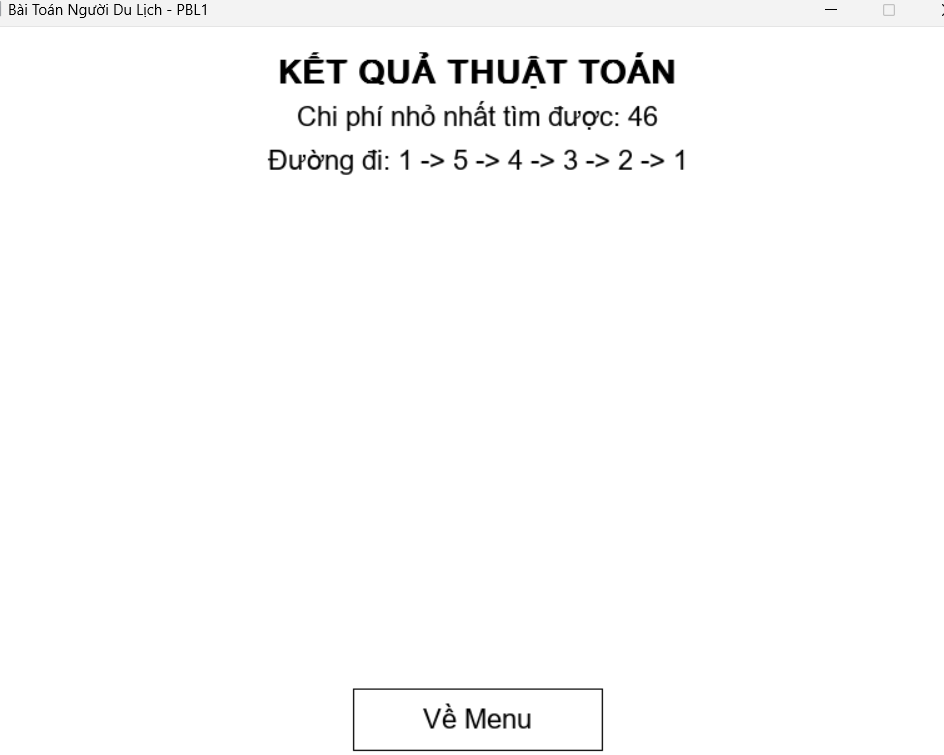 Bài Toán Người Du Lịch - PBL1
KẾT QUẢ THUẬT TOÁN
Chi phí nhỏ nhất tìm được: 46
Đường đi: 1 -> 5 -> 4 -> 3 -> 2 -> 1
Về Menu